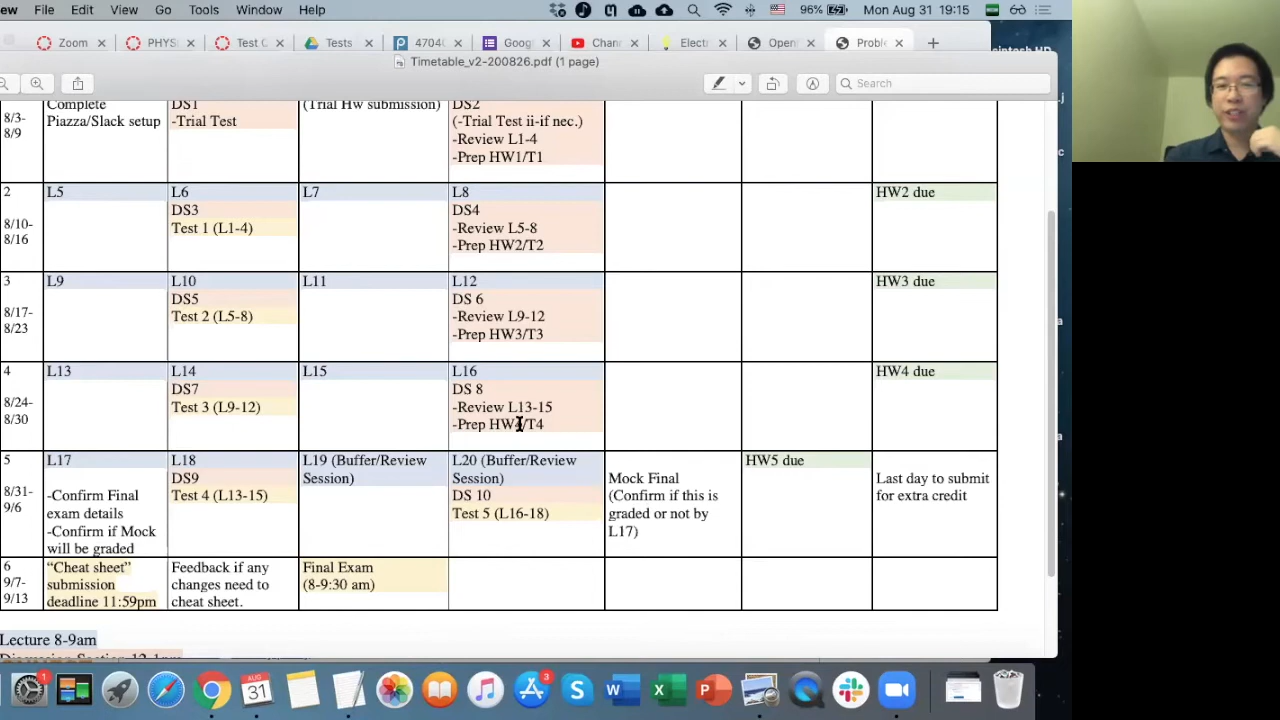 ew File Edit View Go Tools Window Help 96% Mon Aug 31 19:15
Zoom PHYSI Test C Tests 4704C Goog Chann Electr Openf Proble
Timetable_v2-200826.pdf (1 page)
Search
8/3-
8/9
Complete
Piazza/Slack setup
DS1
-Trial Test
(Trial Hw submission)
DS2
(-Trial Test ii-if nec.)
-Review L1-4
-Prep HW1/T1
2
8/10-
8/16
L5
L6
DS3
Test 1 (L1-4)
L7
L8
DS4
-Review L5-8
-Prep HW2/T2
HW2 due
3
8/17-
8/23
L9
L10
DS5
Test 2 (L5-8)
L11
L12
DS 6
-Review L9-12
-Prep HW3/T3
HW3 due
4
8/24-
8/30
L13
L14
DS7
Test 3 (L9-12)
L15
L16
DS 8
-Review L13-15
-Prep HW4/T4
HW4 due
5
8/31-
9/6
L17
-Confirm Final
exam details
-Confirm if Mock
will be graded
L18
DS9
Test 4 (L13-15)
L19 (Buffer/Review
Session)
L20 (Buffer/Review
Session)
DS 10
Test 5 (L16-18)
Mock Final
(Confirm if this is
graded or not by
L17)
HW5 due
Last day to submit
for extra credit
6
9/7-
9/13
“Cheat sheet”
submission
deadline 11:59pm
Feedback if any
changes need to
cheat sheet.
Final Exam
(8-9:30 am)
Lecture 8-9am
Discussion Section 12-1pm